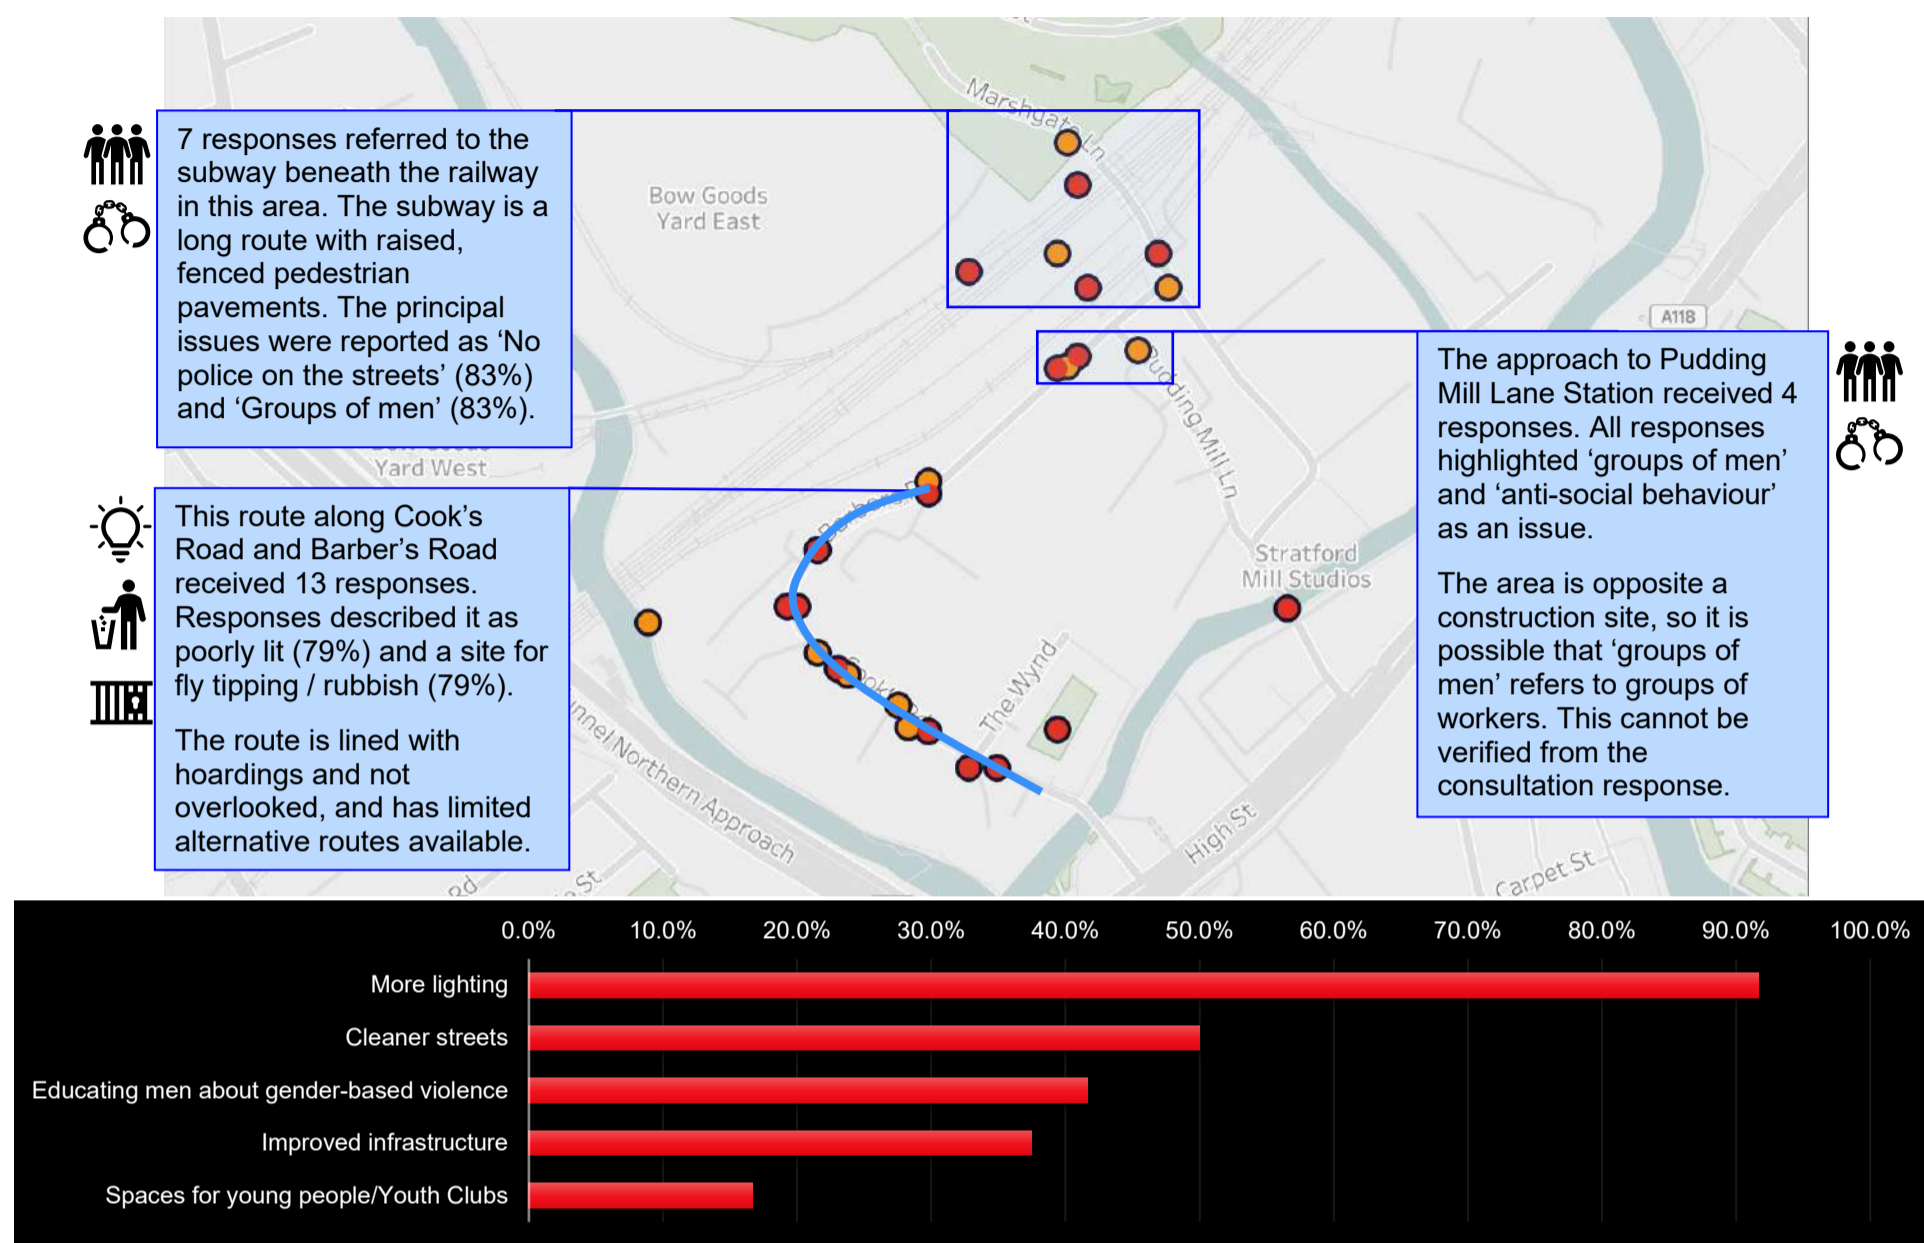 Marshgate Ln
7 responses referred to the
subway beneath the railway
in this area. The subway is a
long route with raised,
fenced pedestrian
pavements. The principal
issues were reported as ‘No
police on the streets’ (83%)
and ‘Groups of men’ (83%).
Bow Goods
Yard East
A118
Pudding Mill Ln
The approach to Pudding
Mill Lane Station received 4
responses. All responses
highlighted ‘groups of men’
and ‘anti-social behaviour’
as an issue.
The area is opposite a
construction site, so it is
possible that ‘groups of
men’ refers to groups of
workers. This cannot be
verified from the
consultation response.
Yard West
This route along Cook’s
Road and Barber’s Road
received 13 responses.
Responses described it as
poorly lit (79%) and a site for
fly tipping / rubbish (79%).
The route is lined with
hoardings and not
overlooked, and has limited
alternative routes available.
Stratford
Mill Studios
The Wynd
Northern Approach
High St
Carpet St
Rd
St
0.0% 10.0% 20.0% 30.0% 40.0% 50.0% 60.0% 70.0% 80.0% 90.0% 100.0%
More lighting
Cleaner streets
Educating men about gender-based violence
Improved infrastructure
Spaces for young people/Youth Clubs